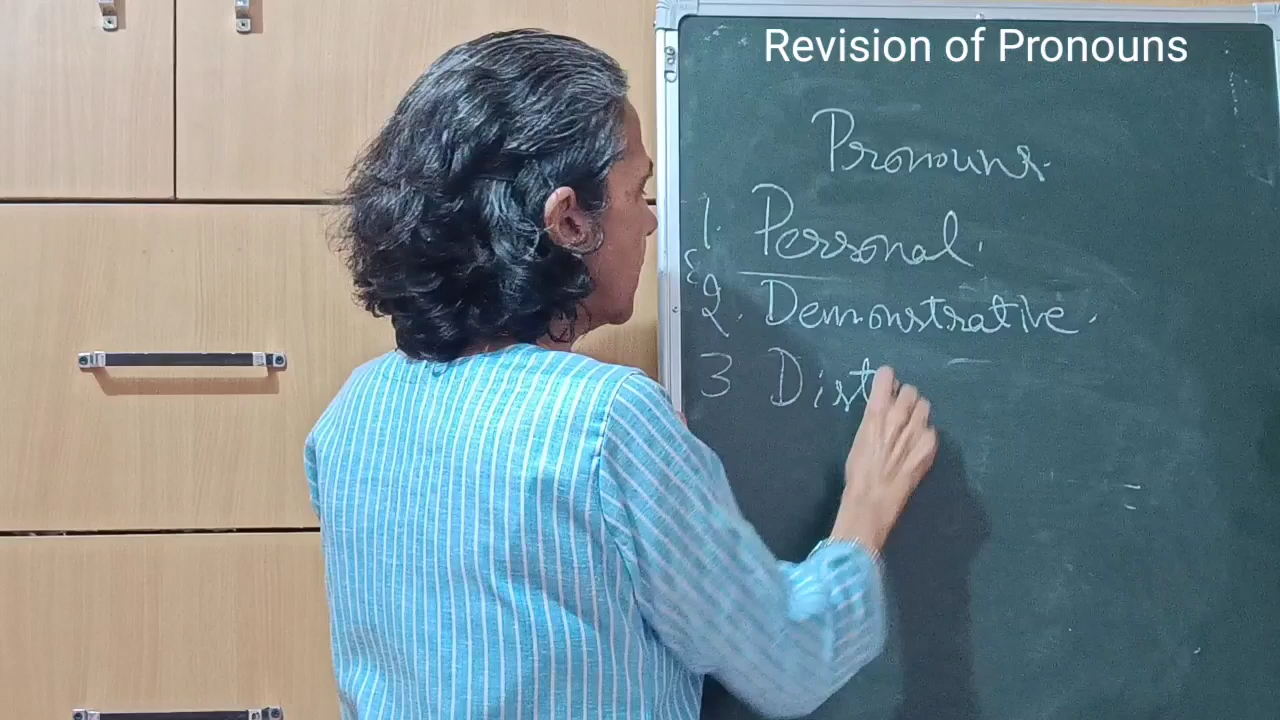 Revision of Pronouns
Pronouns.
1. Personal.
2. Demonstrative.
3 Dist